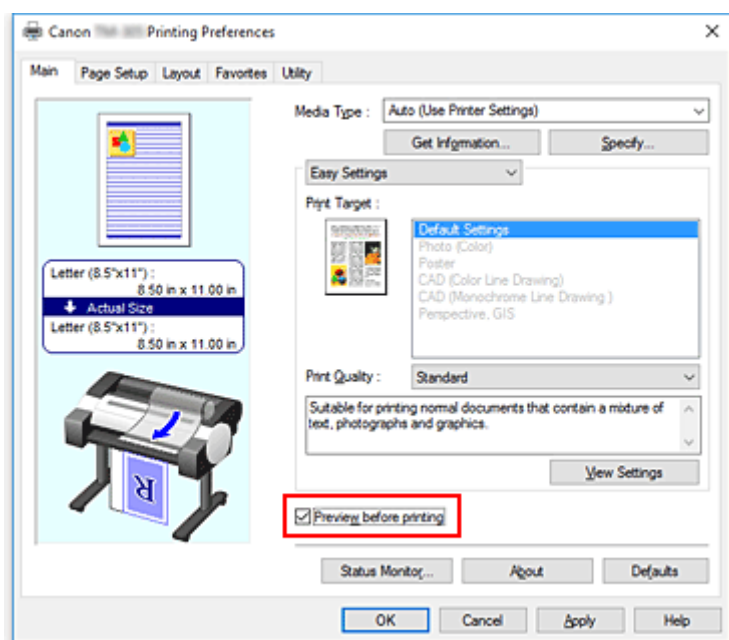 Canon Printing Preferences
Main Page Setup Layout Favorites Utility
Media Type : Auto (Use Printer Settings)
Get Information... Specify...
Easy Settings
Print Target :
Default Settings
Photo (Color)
Poster
CAD (Color Line Drawing)
CAD (Monochrome Line Drawing )
Perspective, GIS
Letter (8.5"x11") :
8.50 in x 11.00 in
Actual Size
Letter (8.5"x11") :
8.50 in x 11.00 in
Print Quality : Standard
Suitable for printing normal documents that contain a mixture of
text, photographs and graphics.
View Settings
R
Preview before printing
Status Monitor... About Defaults
OK Cancel Apply Help